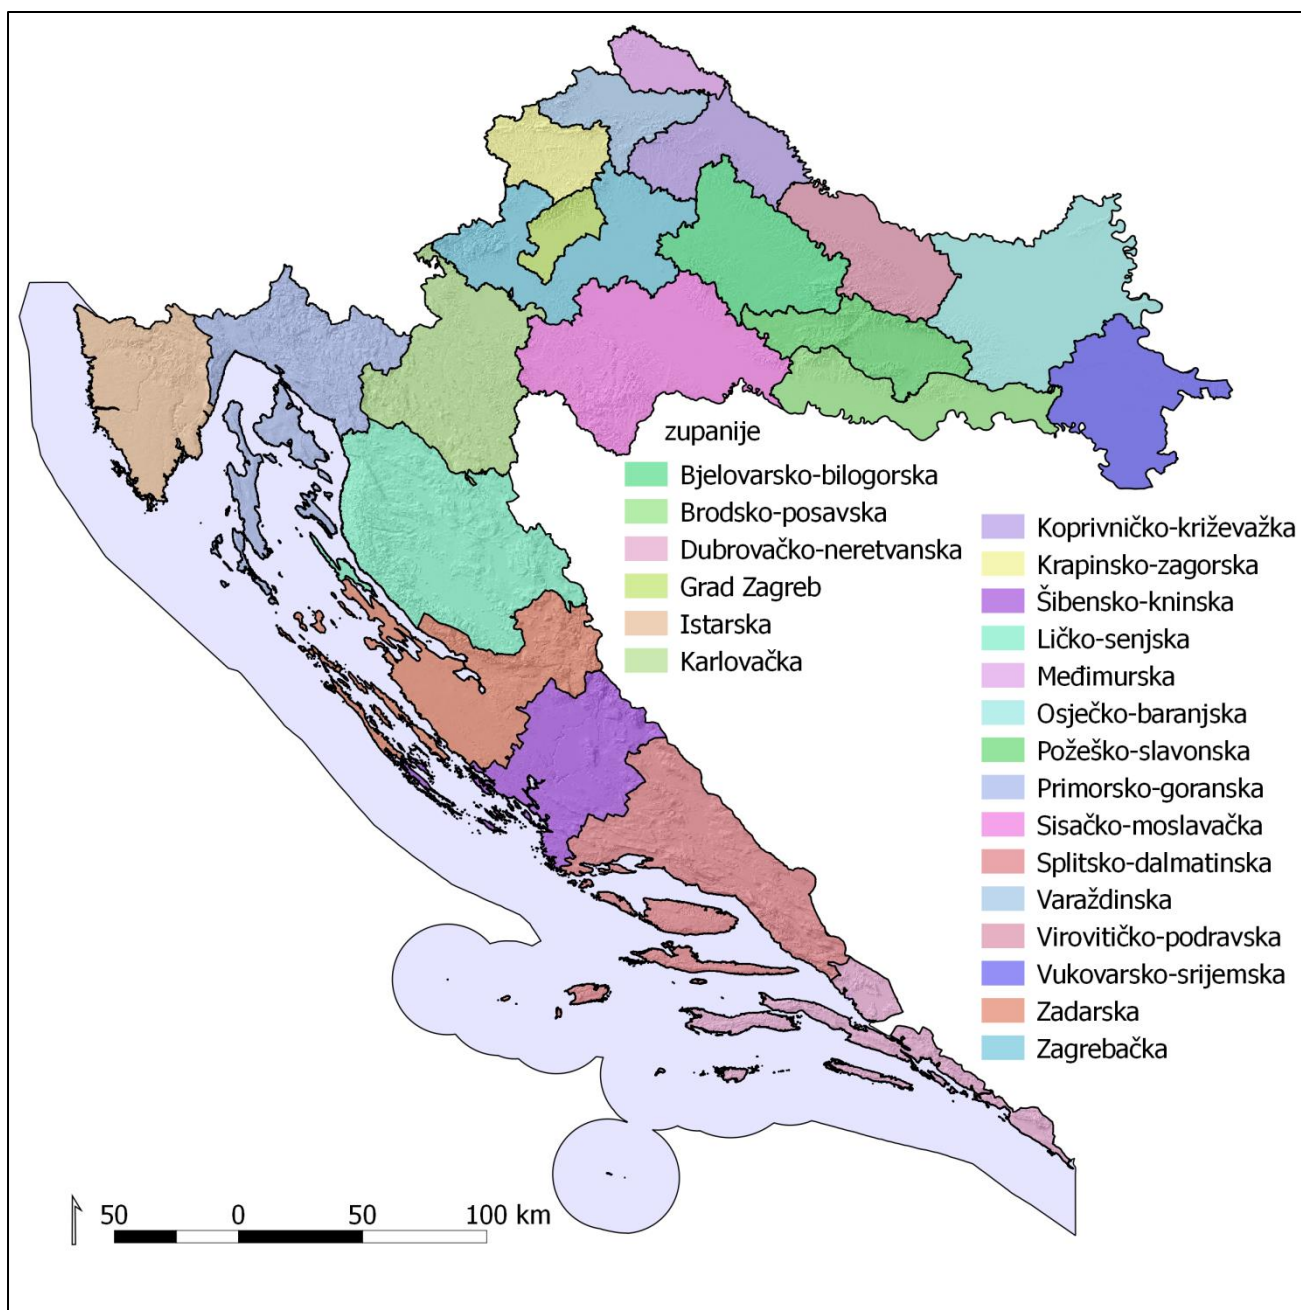 zupanije
Bjelovarsko-bilogorska
Brodsko-posavska
Dubrovačko-neretvanska
Grad Zagreb
Istarska
Karlovačka
Koprivničko-križevažka
Krapinsko-zagorska
Šibensko-kninska
Ličko-senjska
Međimurska
Osječko-baranjska
Požeško-slavonska
Primorsko-goranska
Sisačko-moslavačka
Splitsko-dalmatinska
Varaždinska
Virovitičko-podravska
Vukovarsko-srijemska
Zadarska
Zagrebačka
50 0 50 100 km